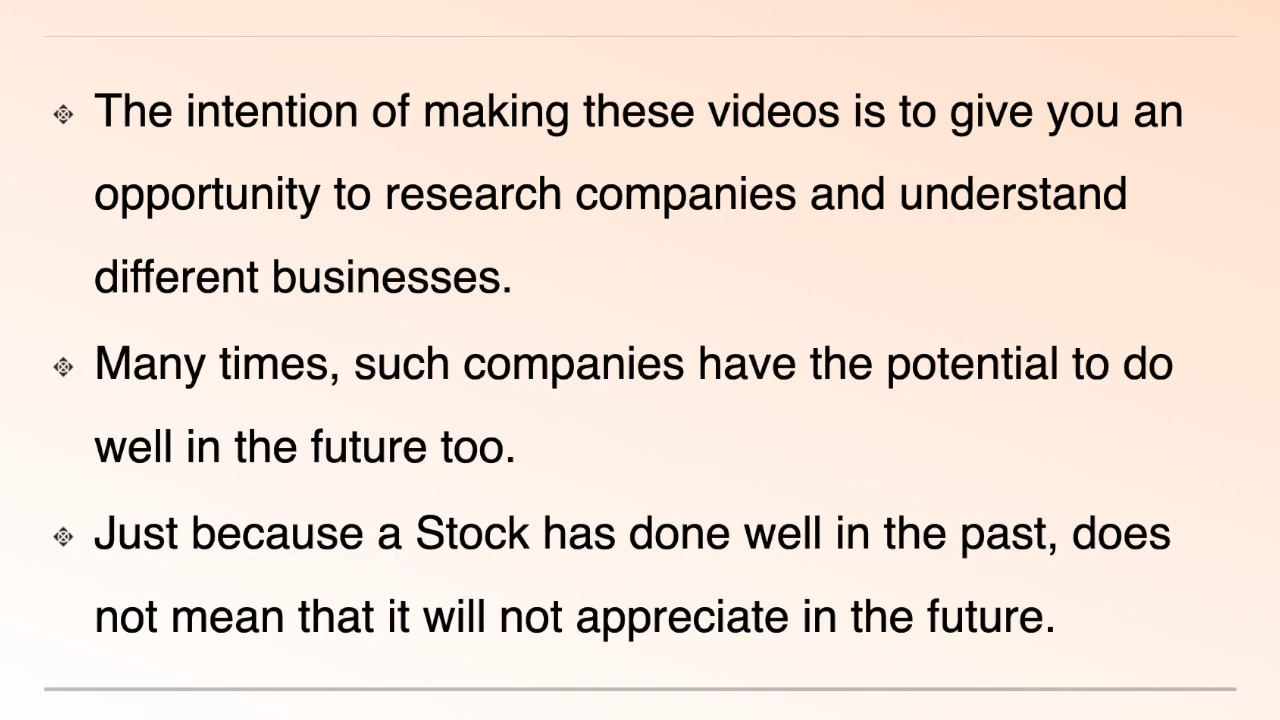 The intention of making these videos is to give you an
opportunity to research companies and understand
different businesses.
Many times, such companies have the potential to do
well in the future too.
Just because a Stock has done well in the past, does
not mean that it will not appreciate in the future.